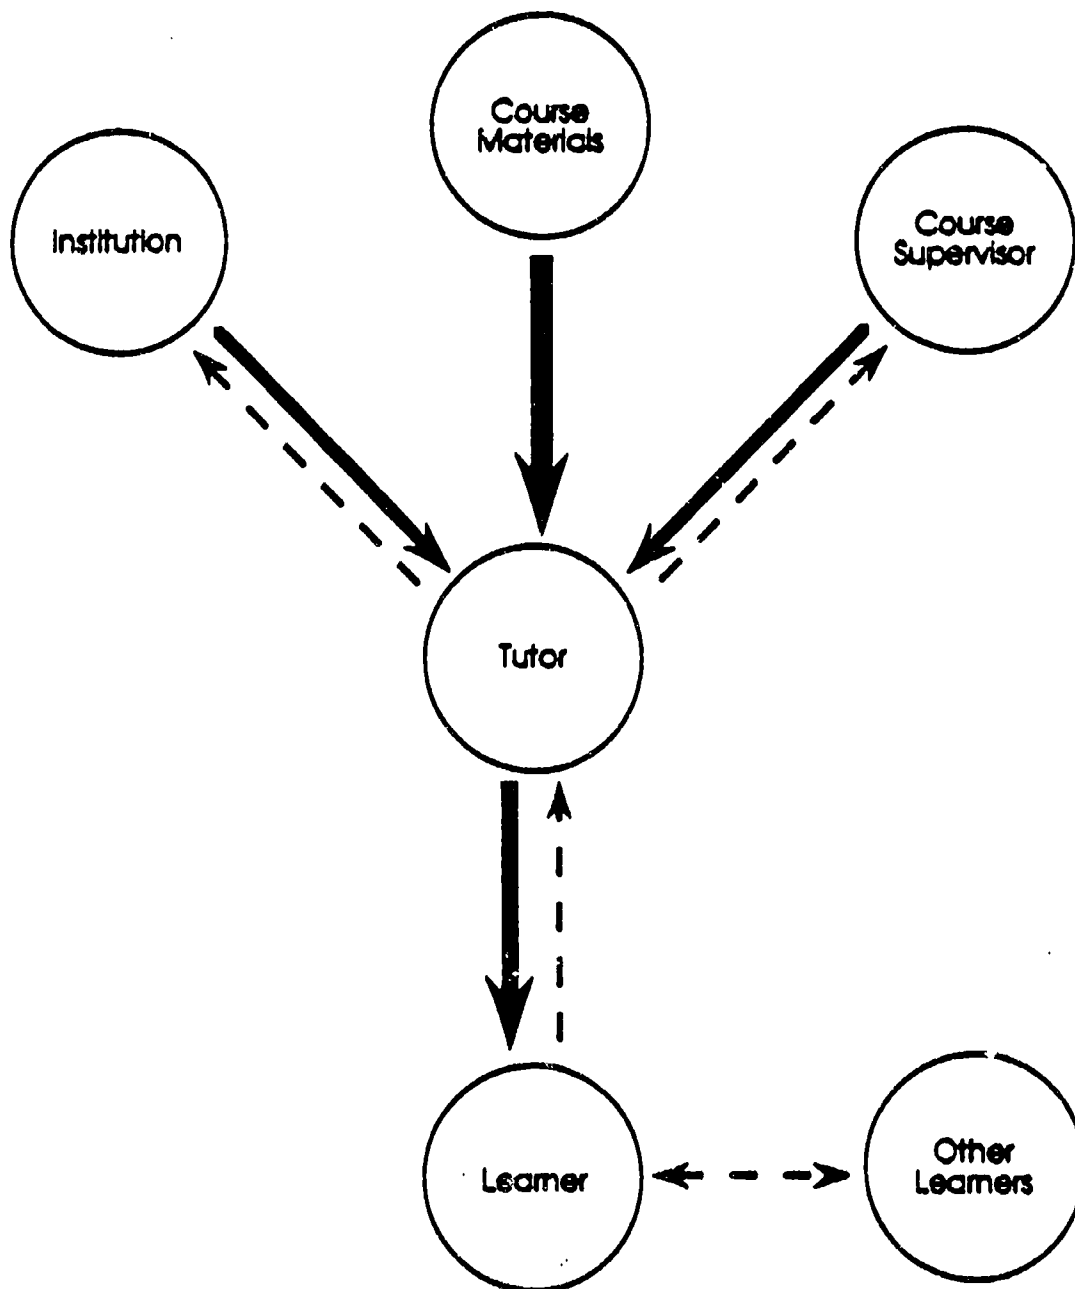 Course
Materials
Institution
Course
Supervisor
Tutor
Learner
Other
Learners